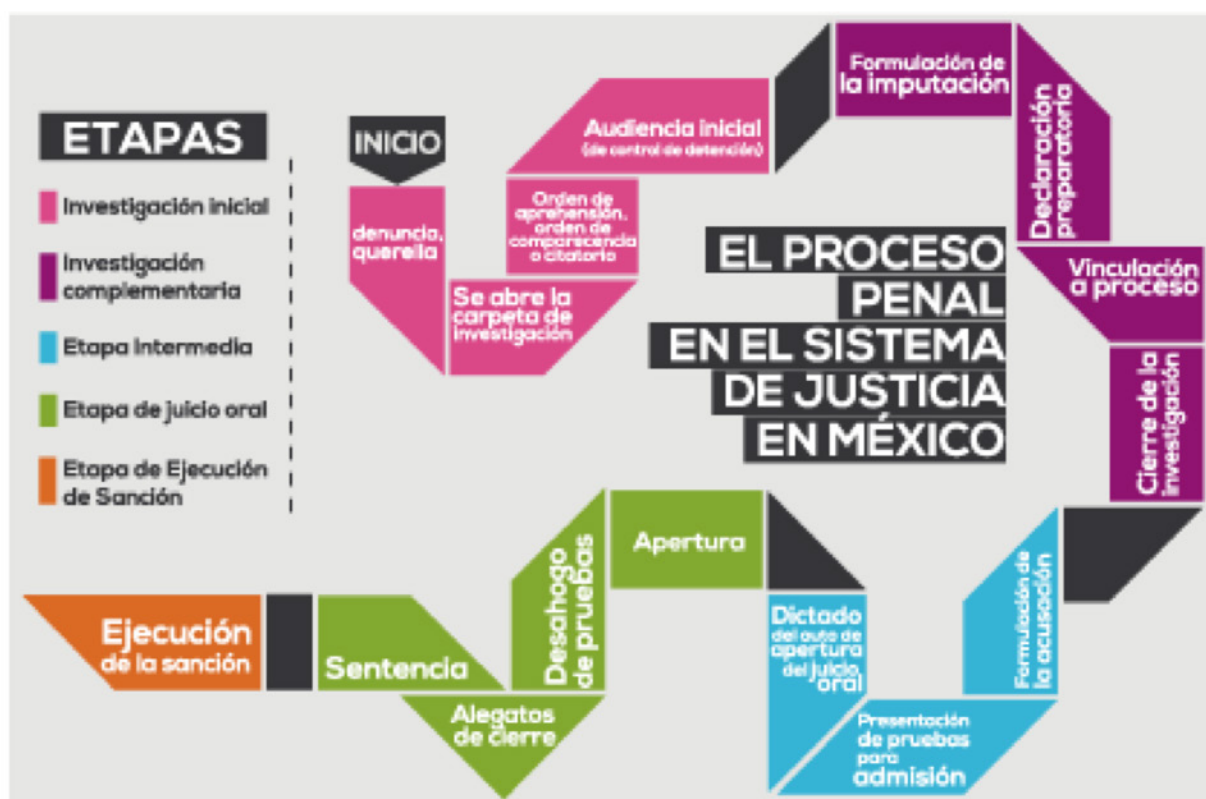 ETAPAS
Investigación inicial
Investigación
complementaria
Etapa Intermedia
Etapa de juicio oral
Etapa de Ejecución
de Sanción
INICIO
denuncia,
querella
Se abre la
carpeta de
investigación
Orden de
aprehensión,
orden de
comparecencia
o citatorio
Audiencia inicial
(de control de detención)
Formulación de
la imputación
Declaración
preparatoria
Vinculación
a proceso
Cierre de la
investigación
EL PROCESO
PENAL
EN EL SISTEMA
DE JUSTICIA
EN MÉXICO
Formulación de
la acusación
Presentación
de pruebas
para
admisión
Dictado
del auto de
apertura
del juicio
oral
Apertura
Desahogo
de pruebas
Alegatos
de cierre
Sentencia
Ejecución
de la sanción